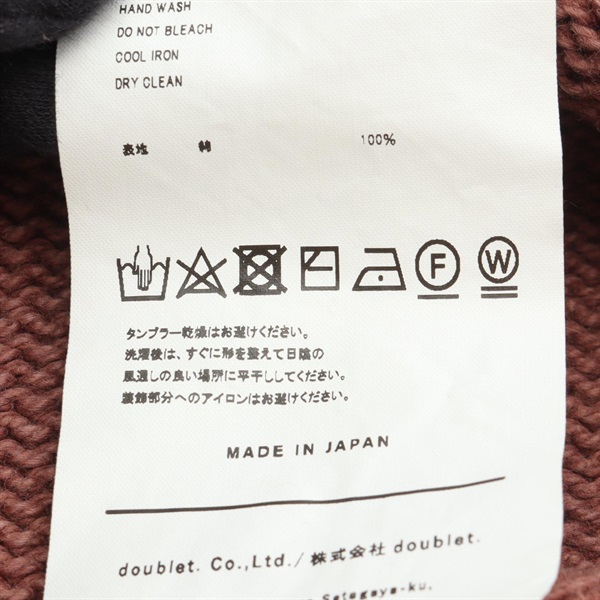 HAND WASH
DO NOT BLEACH
COOL IRON
DRY CLEAN
表地 綿 100%
F W
タンブラー乾燥はお避けください。
洗濯後は、すぐに形を整えて日陰の
風通しの良い場所に平干ししてください。
装飾部分へのアイロンはお避けください。
MADE IN JAPAN
doublet. Co.,Ltd./ 株式会社 doublet.
Setagaya-ku,